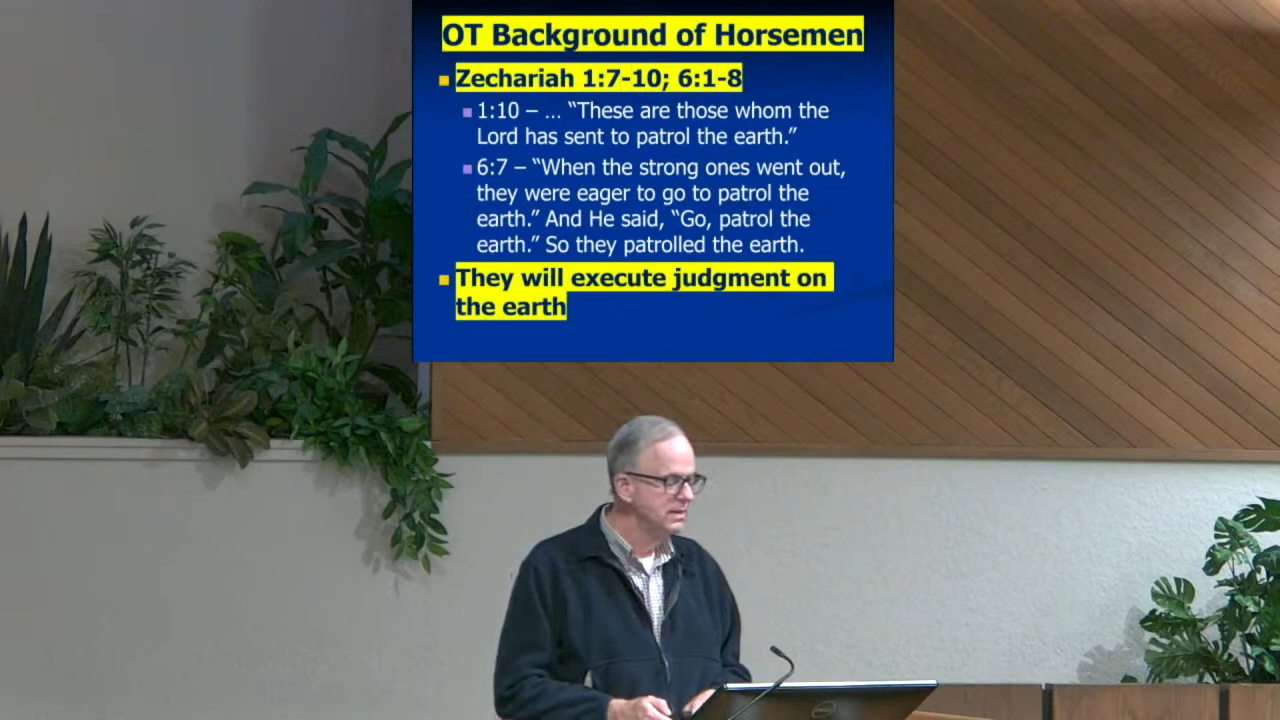 OT Background of Horsemen
Zechariah 1:7-10; 6:1-8
1:10 – … “These are those whom the
Lord has sent to patrol the earth.”
6:7 – “When the strong ones went out,
they were eager to go to patrol the
earth.” And He said, “Go, patrol the
earth.” So they patrolled the earth.
They will execute judgment on
the earth
DELL